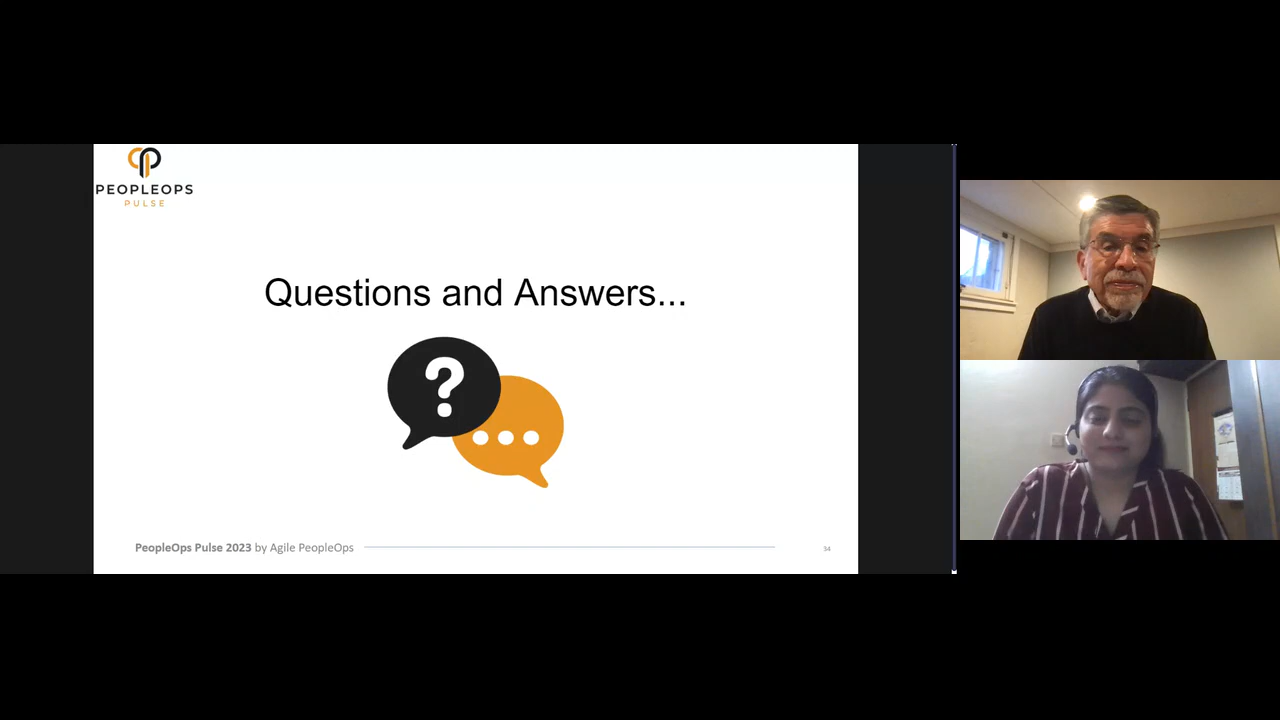 PEOPLEOPS
PULSE
Questions and Answers...
?
PeopleOps Pulse 2023 by Agile PeopleOps
34